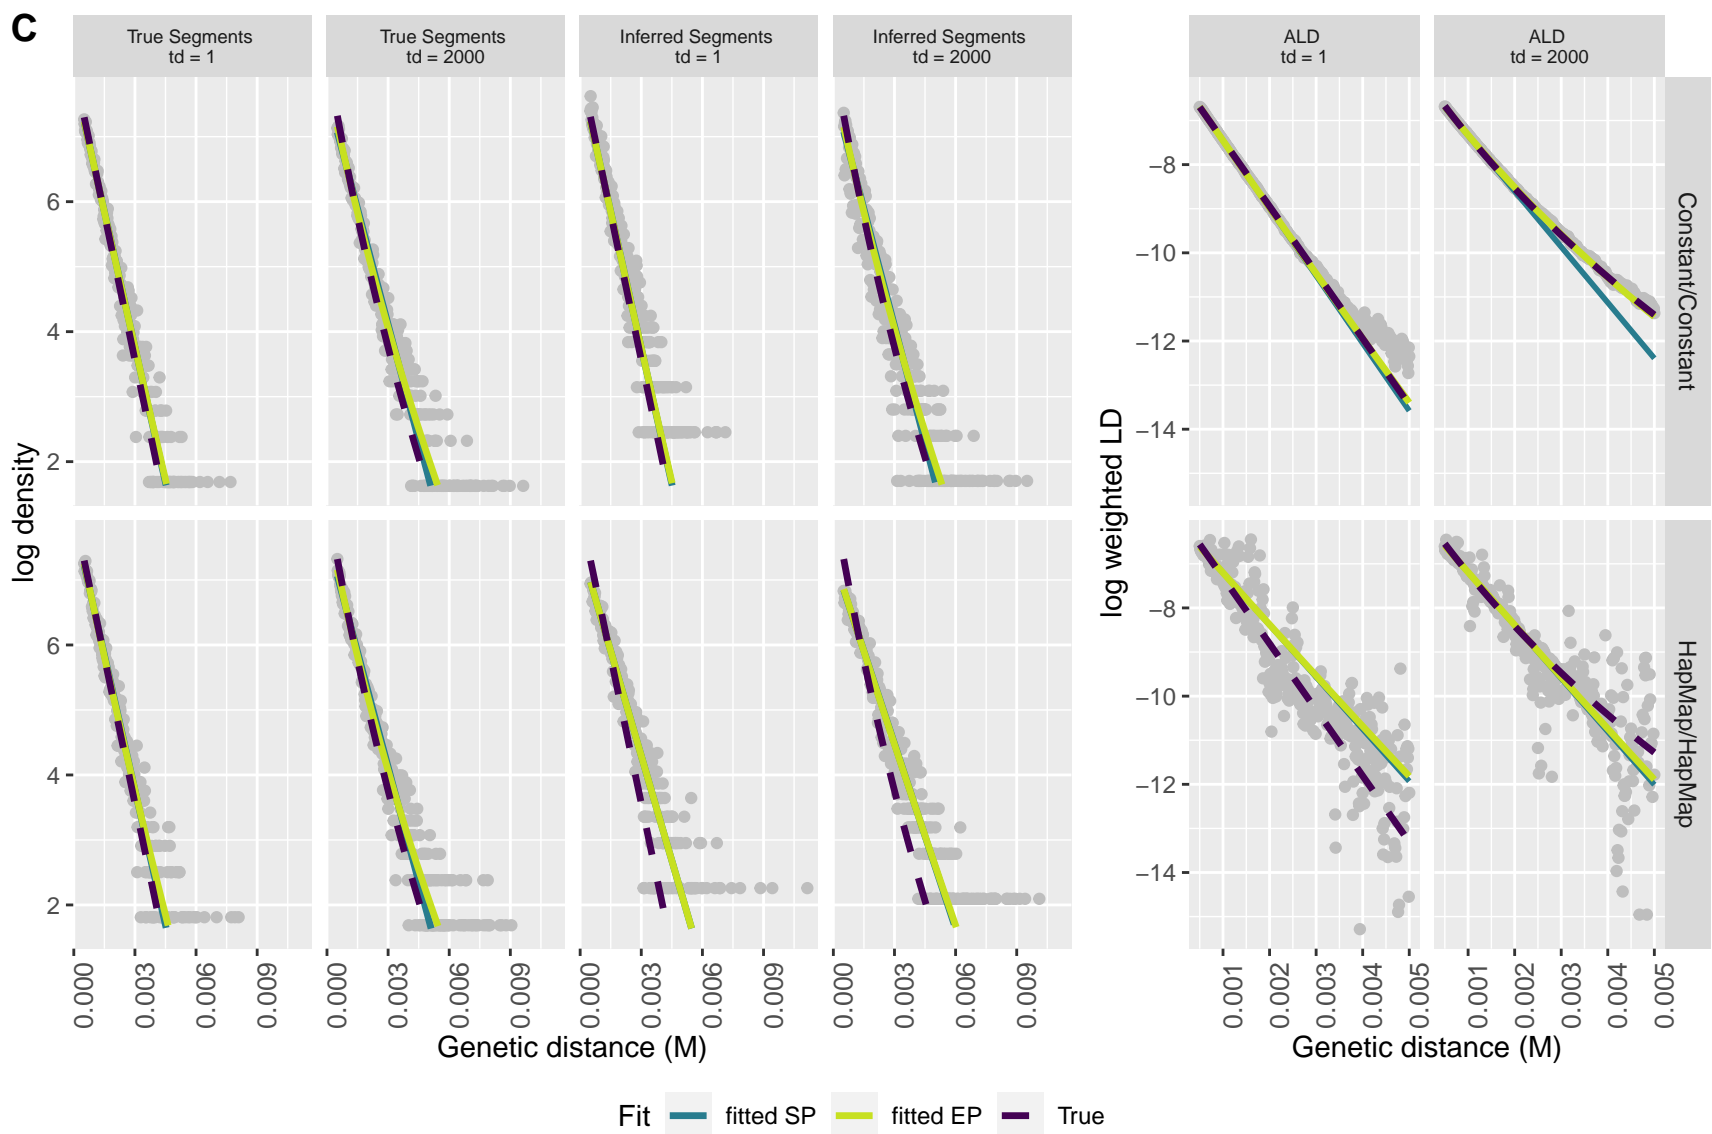 C
True Segments
td = 1
True Segments
td = 2000
Inferred Segments
td = 1
Inferred Segments
td = 2000
ALD
td = 1
ALD
td = 2000
log density
6
4
2
6
4
2
0.000
0.003
0.006
0.009
0.000
0.003
0.006
0.009
0.000
0.003
0.006
0.009
0.000
0.003
0.006
0.009
Genetic distance (M)
log weighted LD
−8
−10
−12
−14
−8
−10
−12
−14
Constant/Constant
HapMap/HapMap
0.001
0.002
0.003
0.004
0.005
0.001
0.002
0.003
0.004
0.005
Genetic distance (M)
Fit
fitted SP
fitted EP
True